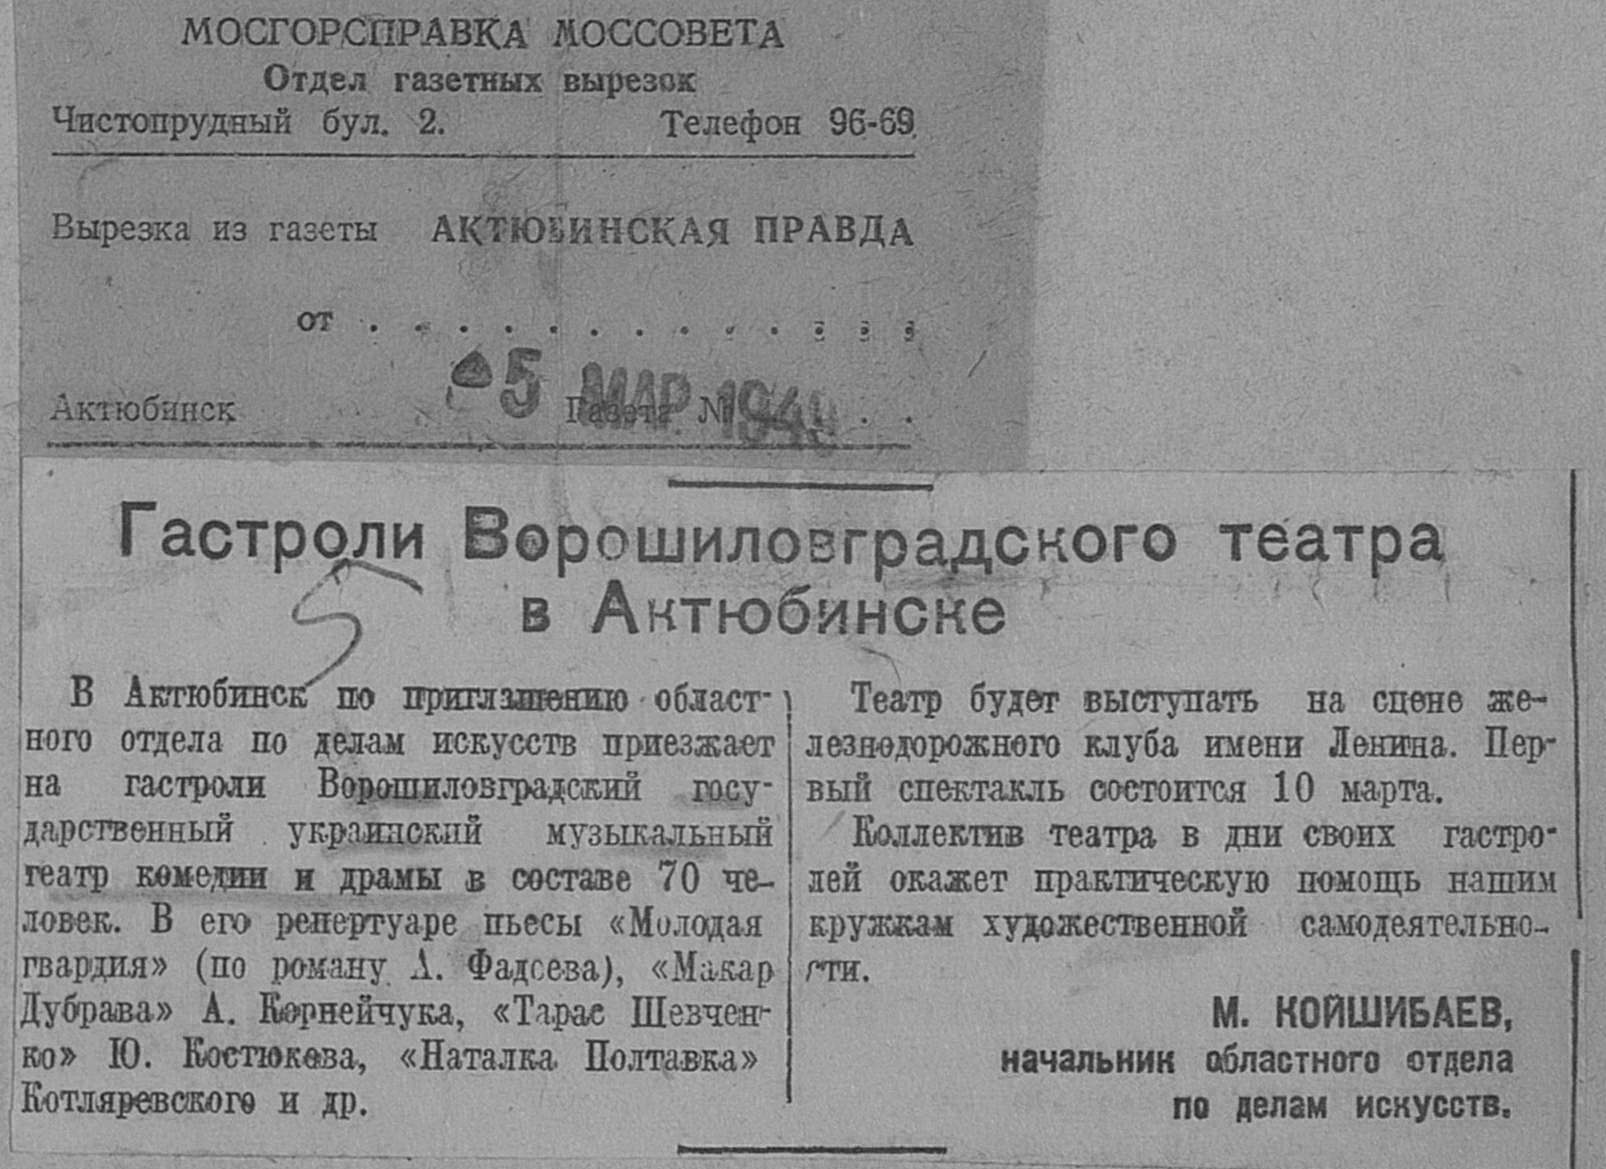 МОСГОРСПРАВКА МОССОВЕТА
Отдел газетных вырезок
Чистопрудный бул. 2. Телефон 96-69
Вырезка из газеты АКТЮБИНСКАЯ ПРАВДА
от . . . . . . . . . . . . .
5 МАР. 1949
Актюбинск Газета № . . . .
Гастроли Ворошиловградского театра
в Актюбинске
5
В Актюбинск по приглашению област-
ного отдела по делам искусств приезжает
на гастроли Ворошиловградский госу-
дарственный украинский музыкальный
театр комедии и драмы в составе 70 че-
ловек. В его репертуаре пьесы «Молодая
гвардия» (по роману А. Фадеева), «Макар
Дубрава» А. Корнейчука, «Тарас Шевчен-
ко» Ю. Костюкова, «Наталка Полтавка»
Котляревского и др.
Театр будет выступать на сцене же-
лезнодорожного клуба имени Ленина. Пер-
вый спектакль состоится 10 марта.
Коллектив театра в дни своих гастро-
лей окажет практическую помощь нашим
кружкам художественной самодеятельно-
сти.
М. КОЙШИБАЕВ,
начальник областного отдела
по делам искусств.